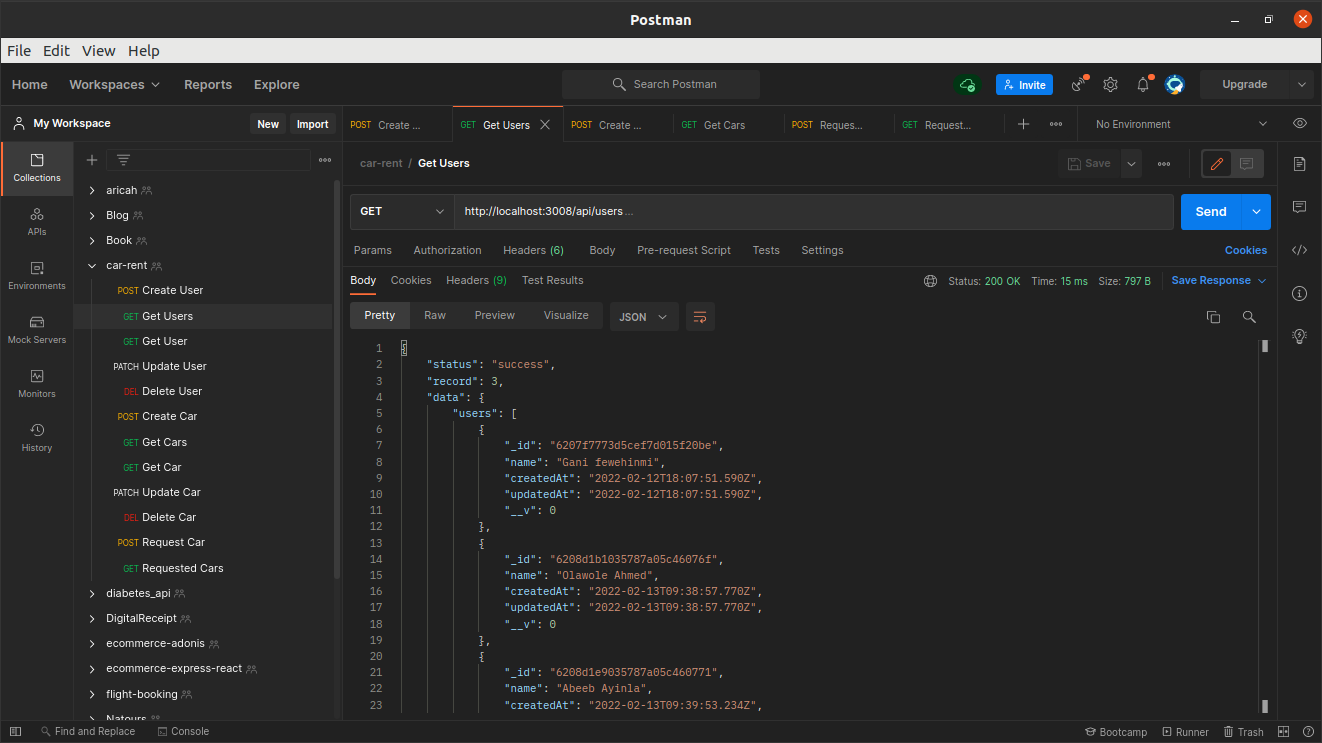 Postman
File Edit View Help
Home Workspaces Reports Explore Search Postman Invite Upgrade
My Workspace New Import
POST Create ... GET Get Users POST Create ... GET Get Cars POST Reques... GET Request... No Environment
car-rent / Get Users Save
Collections
APIs
Environments
Mock Servers
Monitors
History
aricah
Blog
Book
car-rent
POST Create User
GET Get Users
GET Get User
PATCH Update User
DEL Delete User
POST Create Car
GET Get Cars
GET Get Car
PATCH Update Car
DEL Delete Car
POST Request Car
GET Requested Cars
diabetes_api
DigitalReceipt
ecommerce-adonis
ecommerce-express-react
flight-booking
Natours
GET http://localhost:3008/api/users ... Send
Params Authorization Headers (6) Body Pre-request Script Tests Settings Cookies
Body Cookies Headers (9) Test Results Status: 200 OK Time: 15 ms Size: 797 B Save Response
Pretty Raw Preview Visualize JSON
1 {
2 "status": "success",
3 "record": 3,
4 "data": {
5 "users": [
6 {
7 "_id": "6207f7773d5cef7d015f20be",
8 "name": "Gani fewehinmi",
9 "createdAt": "2022-02-12T18:07:51.590Z",
10 "updatedAt": "2022-02-12T18:07:51.590Z",
11 "__v": 0
12 },
13 {
14 "_id": "6208d1b1035787a05c46076f",
15 "name": "Olawole Ahmed",
16 "createdAt": "2022-02-13T09:38:57.770Z",
17 "updatedAt": "2022-02-13T09:38:57.770Z",
18 "__v": 0
19 },
20 {
21 "_id": "6208d1e9035787a05c460771",
22 "name": "Abeeb Ayinla",
23 "createdAt": "2022-02-13T09:39:53.234Z",
Find and Replace Console Bootcamp Runner Trash